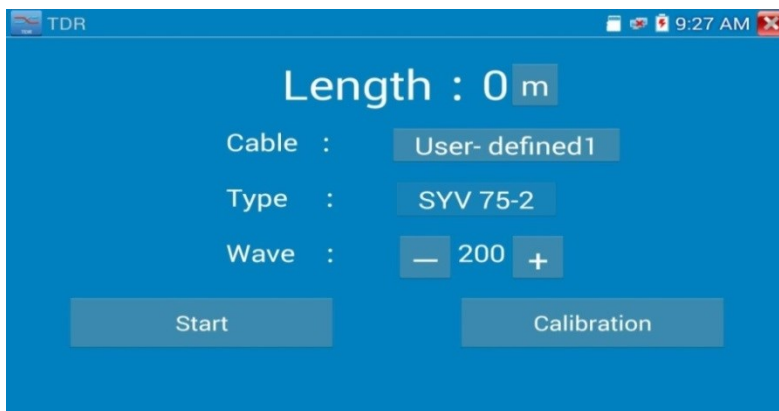 TDR 9:27 AM
Length : 0 m
Cable : User- defined1
Type : SYV 75-2
Wave : — 200 +
Start Calibration